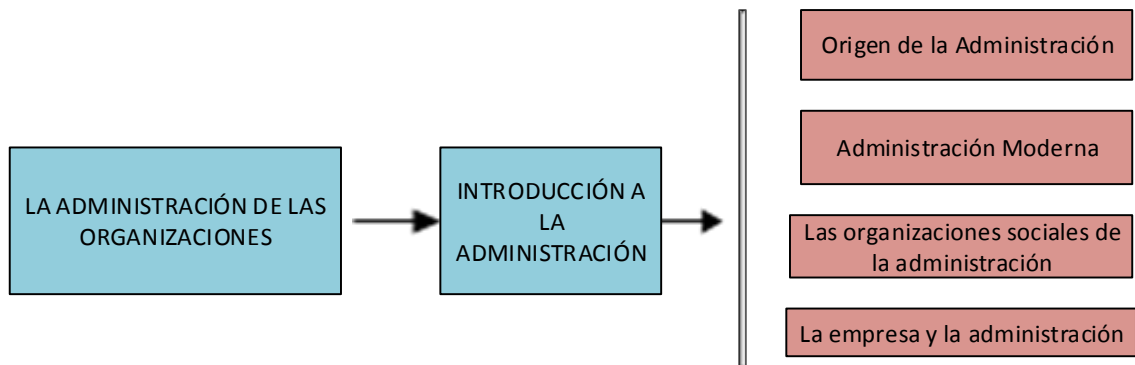 LA ADMINISTRACIÓN DE LAS
ORGANIZACIONES
INTRODUCCIÓN A
LA
ADMINISTRACIÓN
Origen de la Administración
Administración Moderna
Las organizaciones sociales de
la administración
La empresa y la administración